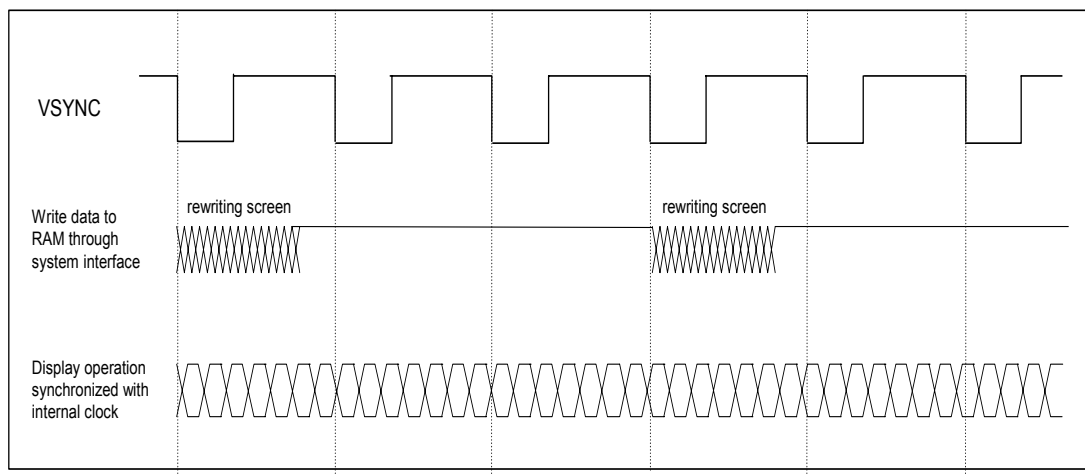 VSYNC
rewriting screen
rewriting screen
Write data to
RAM through
system interface
Display operation
synchronized with
internal clock